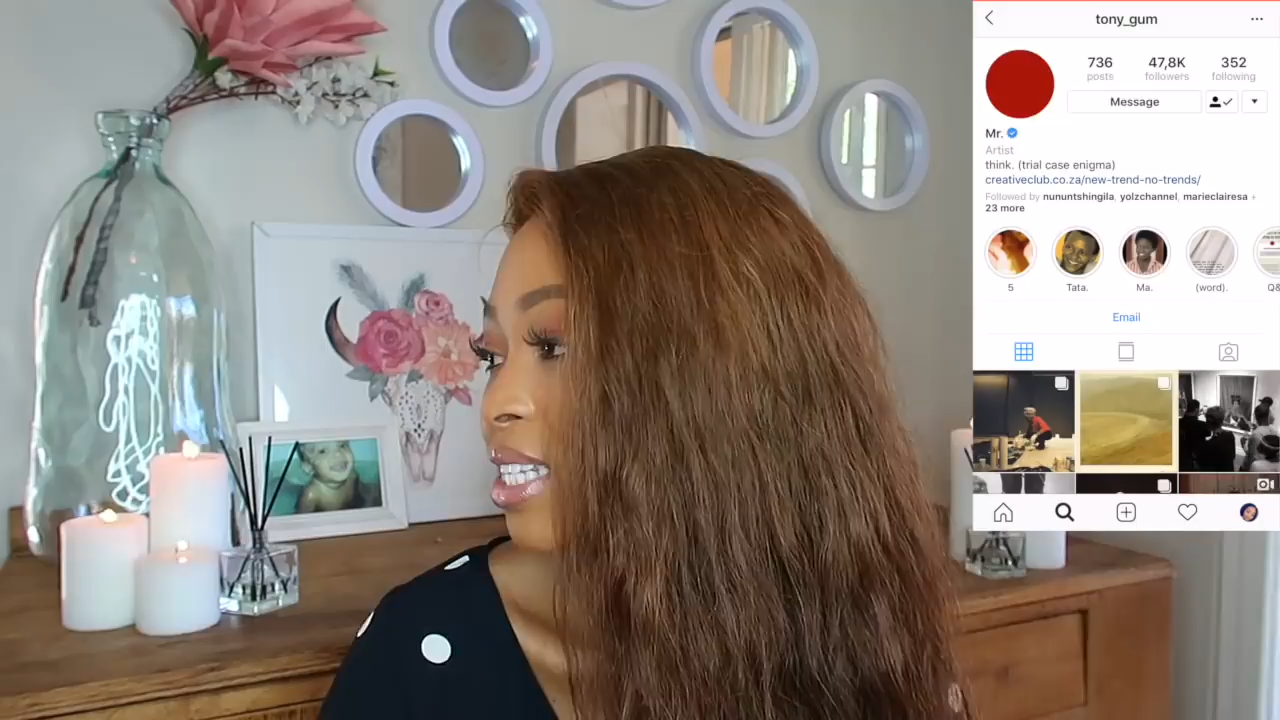 tony_gum
736 47,8K 352
posts followers following
Message
Mr.
Artist
think. (trial case enigma)
creativeclub.co.za/new-trend-no-trends/
Followed by nununtshingila, yolzchannel, marieclairesa +
23 more
5 Tata. Ma. (word). Q&
Email